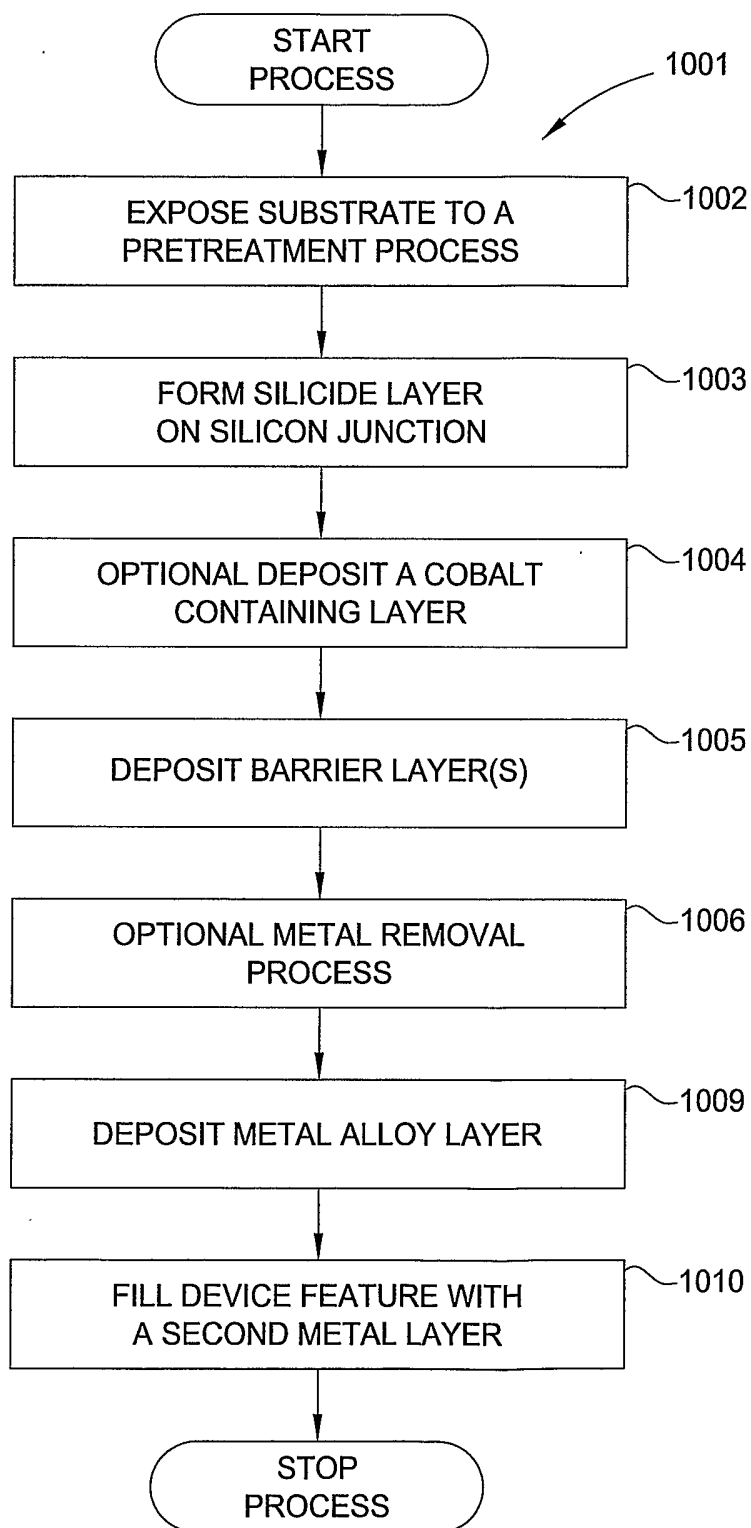 START
PROCESS
1001
EXPOSE SUBSTRATE TO A
PRETREATMENT PROCESS
1002
FORM SILICIDE LAYER
ON SILICON JUNCTION
1003
OPTIONAL DEPOSIT A COBALT
CONTAINING LAYER
1004
DEPOSIT BARRIER LAYER(S)
1005
OPTIONAL METAL REMOVAL
PROCESS
1006
DEPOSIT METAL ALLOY LAYER
1009
FILL DEVICE FEATURE WITH
A SECOND METAL LAYER
1010
STOP
PROCESS